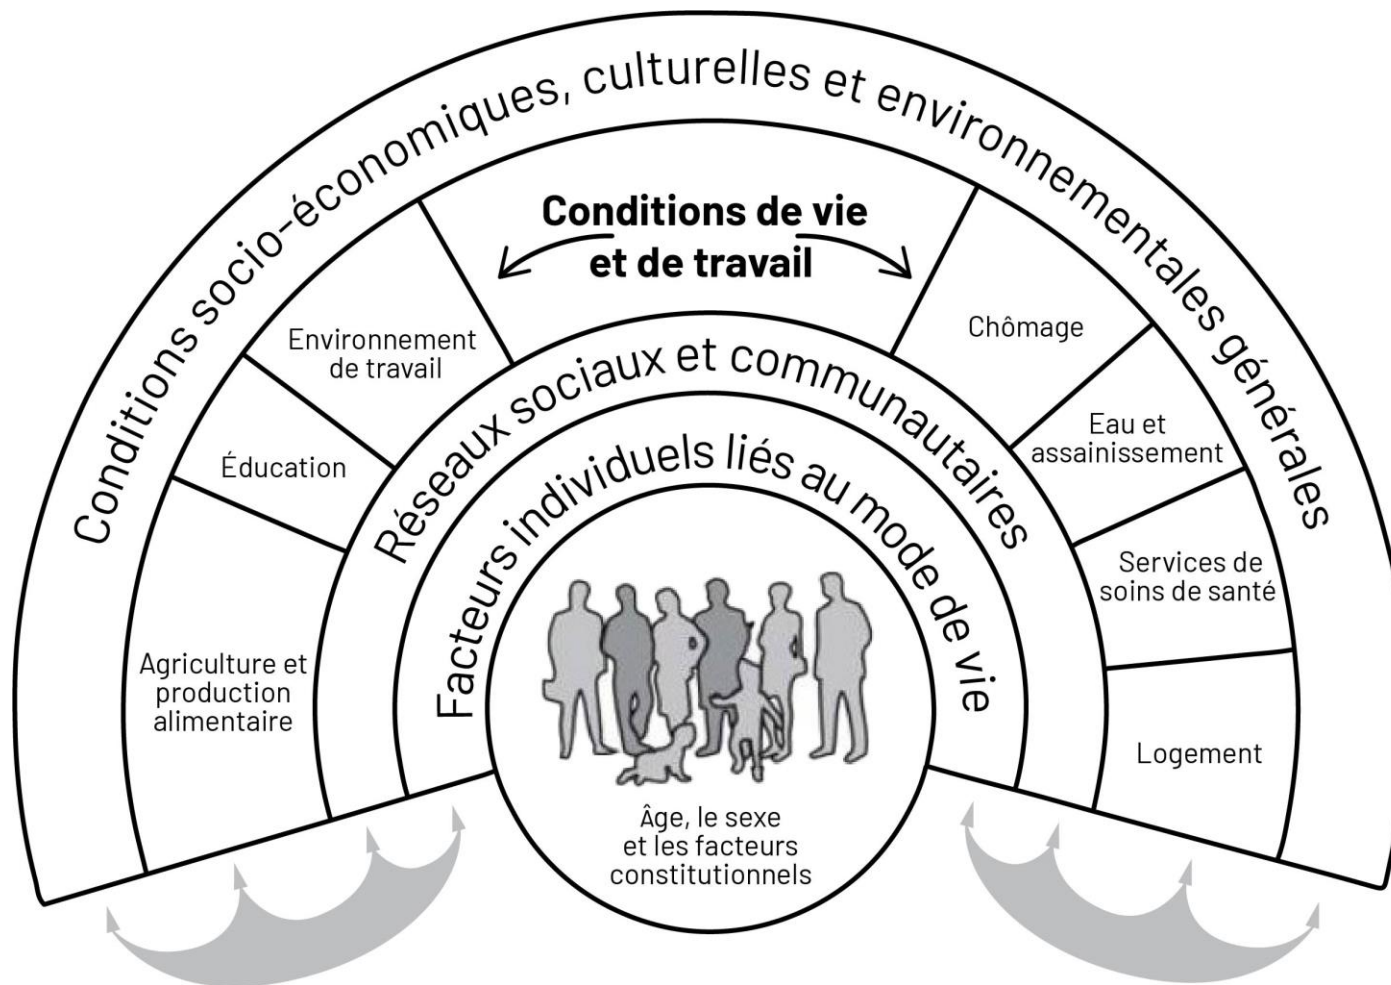 Conditions socio-économiques, culturelles et environnementales générales
Conditions de vie
et de travail
Agriculture et
production
alimentaire
Éducation
Environnement
de travail
Chômage
Eau et
assainissement
Services de
soins de santé
Logement
Réseaux sociaux et communautaires
Facteurs individuels liés au mode de vie
Âge, le sexe
et les facteurs
constitutionnels